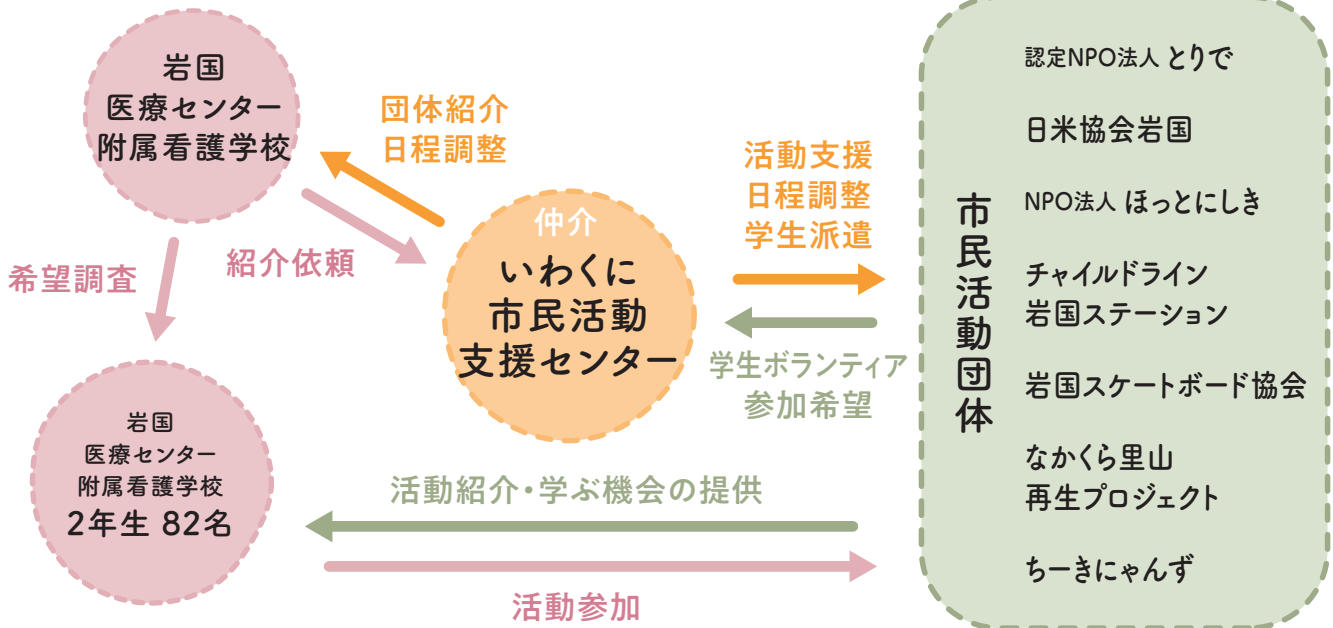 岩国
医療センター
附属看護学校
団体紹介
日程調整
紹介依頼
希望調査
仲介
いわくに
市民活動
支援センター
活動支援
日程調整
学生派遣
学生ボランティア
参加希望
岩国
医療センター
附属看護学校
2年生 82名
活動紹介・学ぶ機会の提供
活動参加
市民活動団体
認定NPO法人 とりで
日米協会岩国
NPO法人 ほっとにしき
チャイルドライン
岩国ステーション
岩国スケートボード協会
なかくら里山
再生プロジェクト
ちーきにゃんず